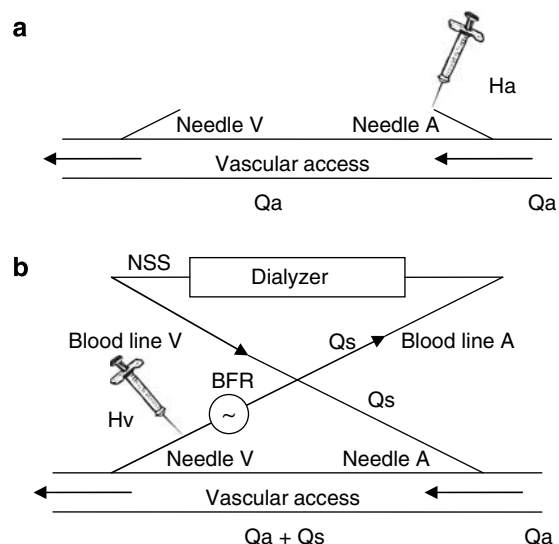 a
Ha
Needle V Needle A
Vascular access
Qa Qa
b
NSS
Dialyzer
Blood line V Qs Blood line A
BFR
Qs
Hv
~
Needle V Needle A
Vascular access
Qa + Qs Qa